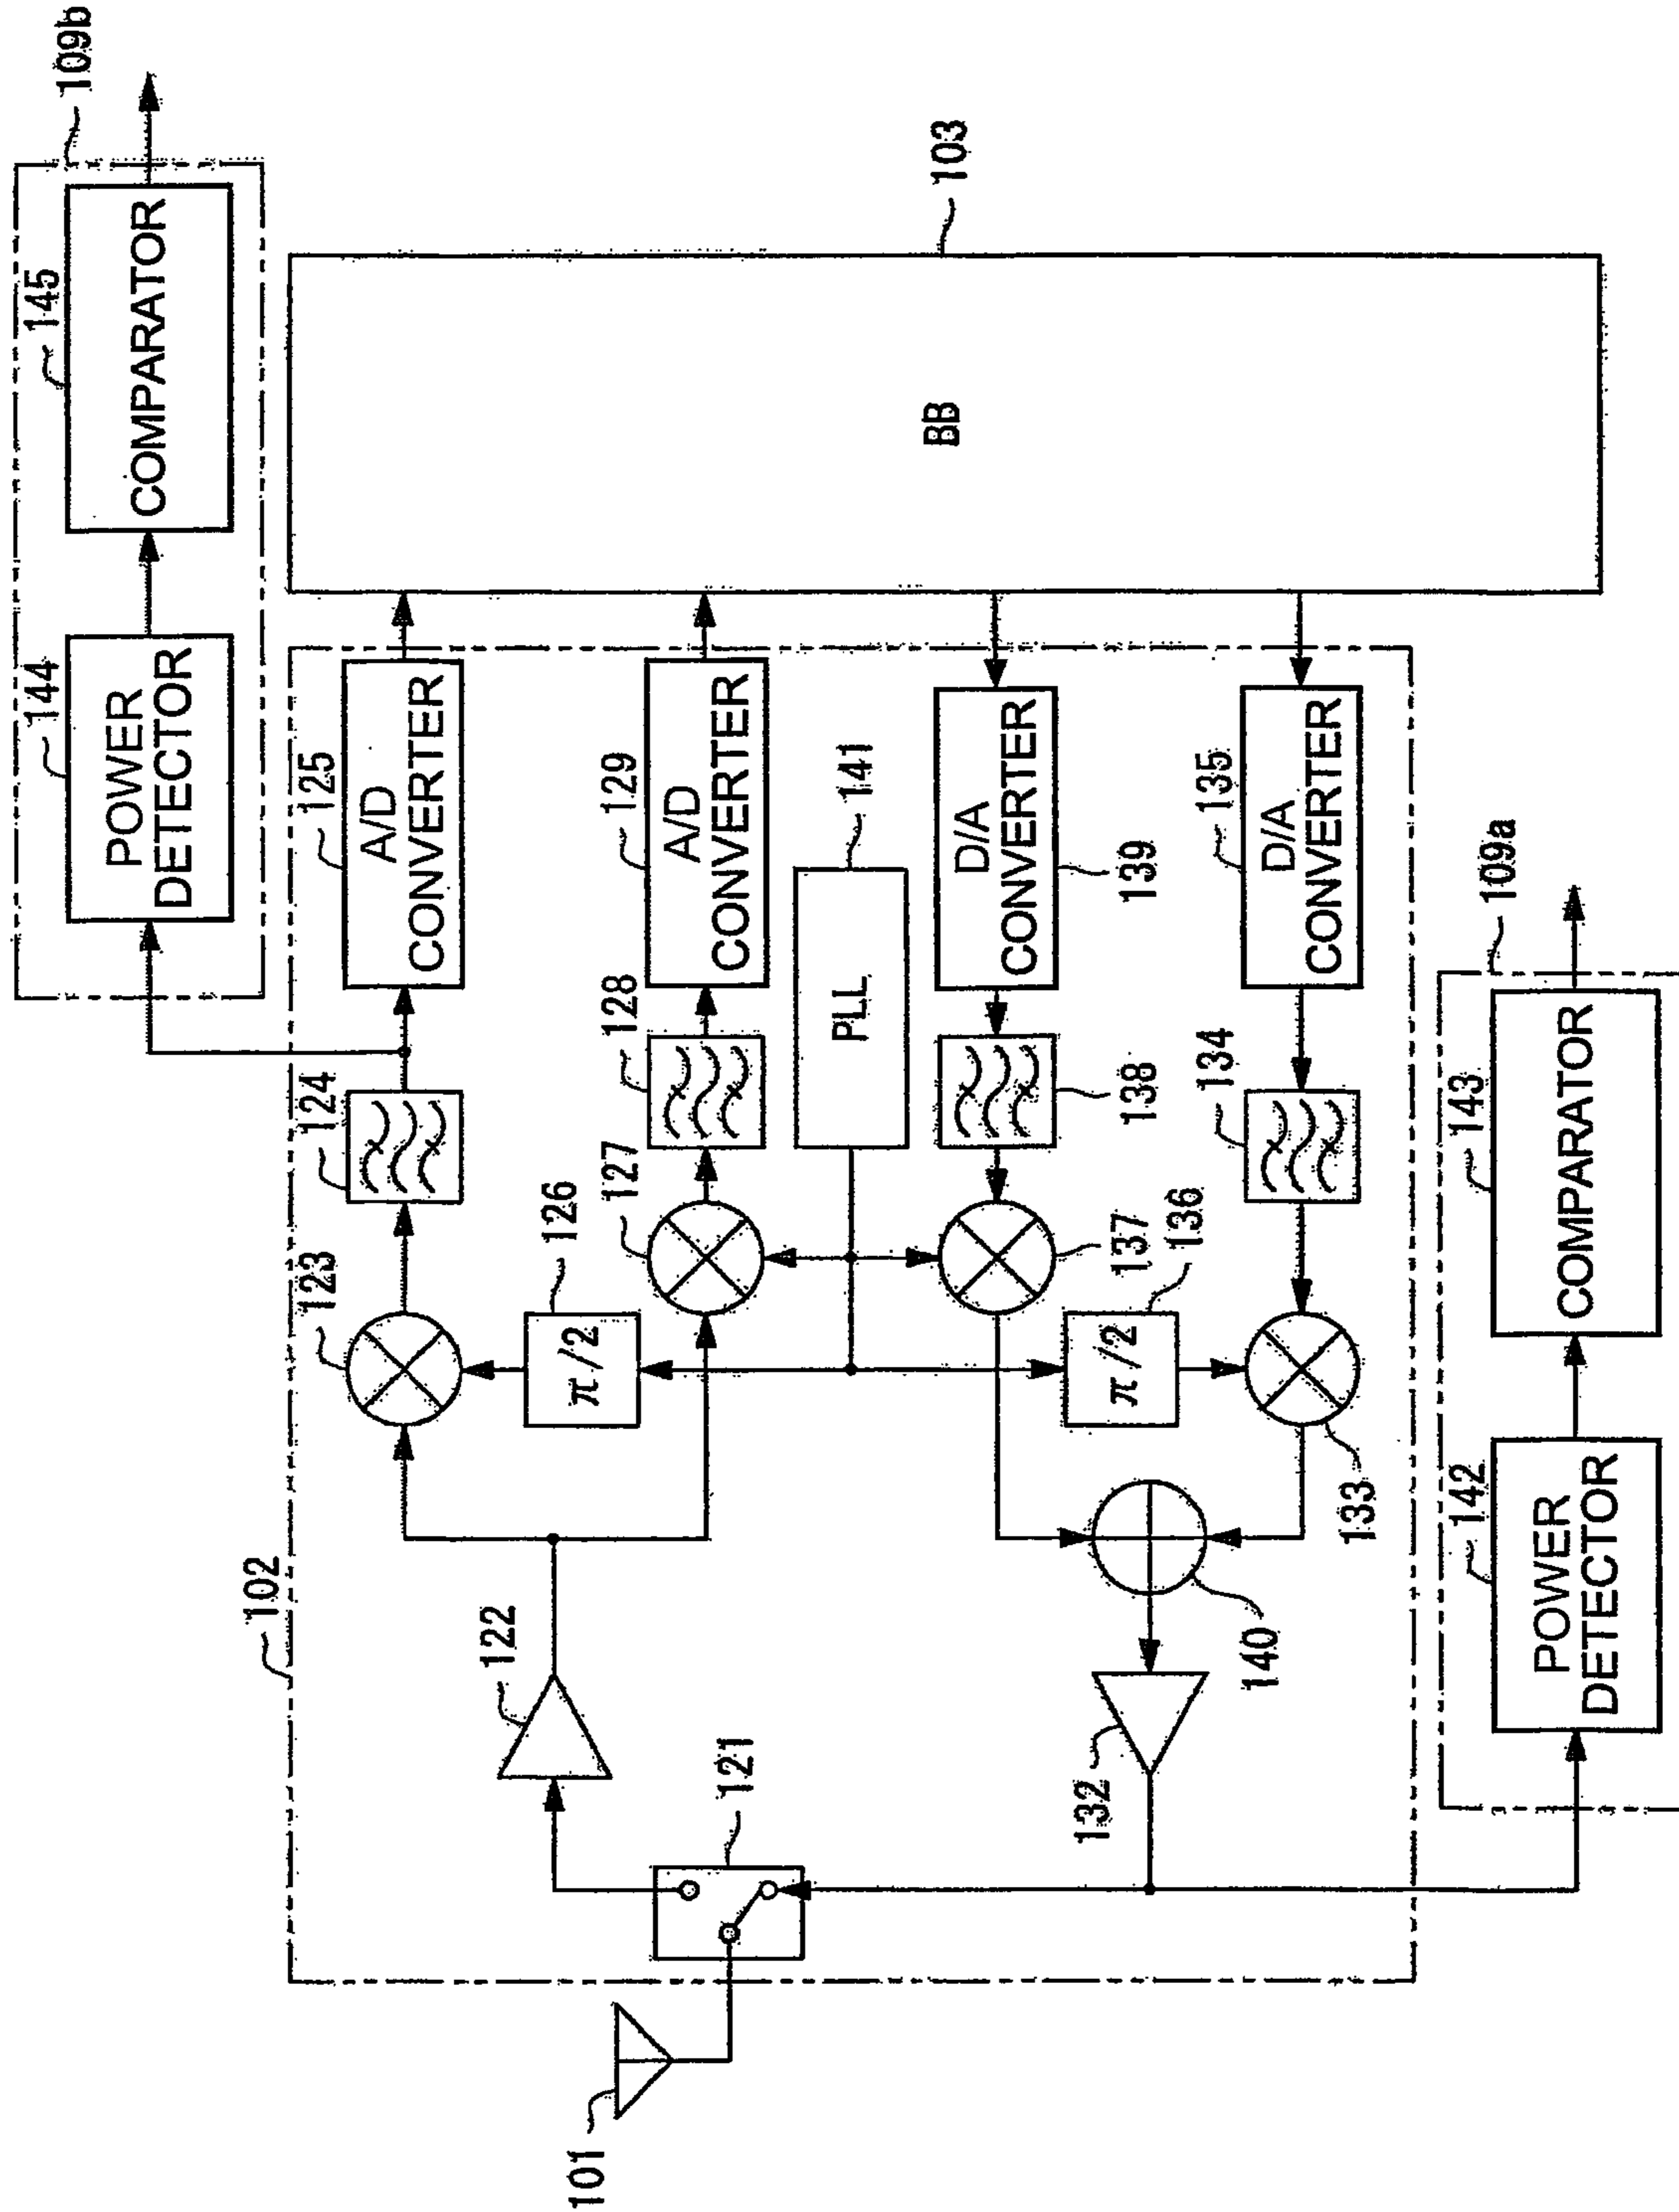 109b
145
COMPARATOR
144
POWER
DETECTOR
103
BB
102
125
A/D
CONVERTER
124
123
126
π/2
129
A/D
CONVERTER
128
127
141
PLL
122
121
101
D/A
CONVERTER
139
138
137
136
π/2
135
D/A
CONVERTER
134
133
140
132
109a
143
COMPARATOR
142
POWER
DETECTOR